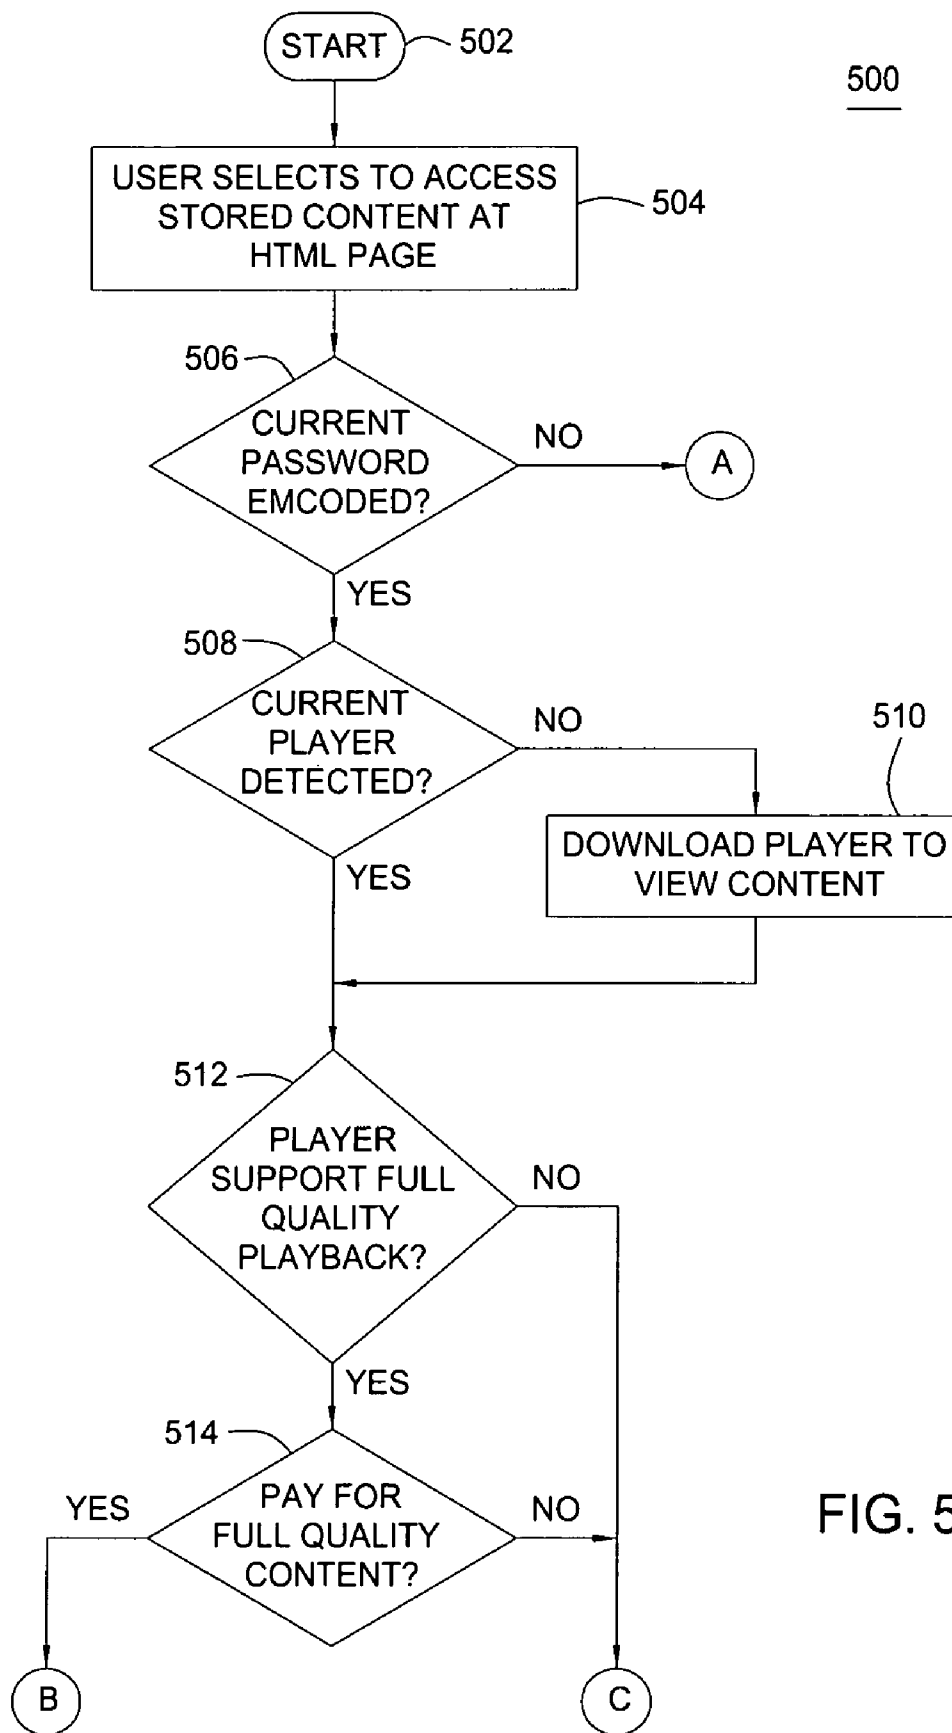 START
502
500
USER SELECTS TO ACCESS
STORED CONTENT AT
HTML PAGE
504
506
CURRENT
PASSWORD
EMCODED?
NO
A
YES
508
CURRENT
PLAYER
DETECTED?
NO
510
DOWNLOAD PLAYER TO
VIEW CONTENT
YES
512
PLAYER
SUPPORT FULL
QUALITY
PLAYBACK?
NO
YES
514
PAY FOR
FULL QUALITY
CONTENT?
YES
NO
FIG. 5
B
C